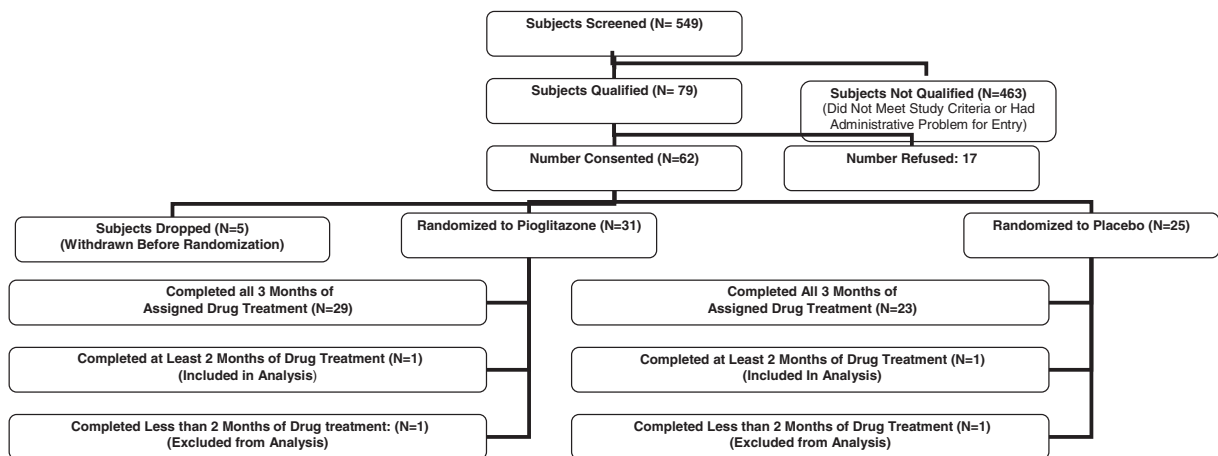 Subjects Screened (N= 549)
Subjects Qualified (N= 79)
Subjects Not Qualified (N=463)
(Did Not Meet Study Criteria or Had
Administrative Problem for Entry)
Number Consented (N=62)
Number Refused: 17
Subjects Dropped (N=5)
(Withdrawn Before Randomization)
Randomized to Pioglitazone (N=31)
Randomized to Placebo (N=25)
Completed all 3 Months of
Assigned Drug Treatment (N=29)
Completed All 3 Months of
Assigned Drug Treatment (N=23)
Completed at Least 2 Months of Drug Treatment (N=1)
(Included in Analysis)
Completed at Least 2 Months of Drug Treatment (N=1)
(Included In Analysis)
Completed Less than 2 Months of Drug treatment: (N=1)
(Excluded from Analysis)
Completed Less than 2 Months of Drug Treatment (N=1)
(Excluded from Analysis)